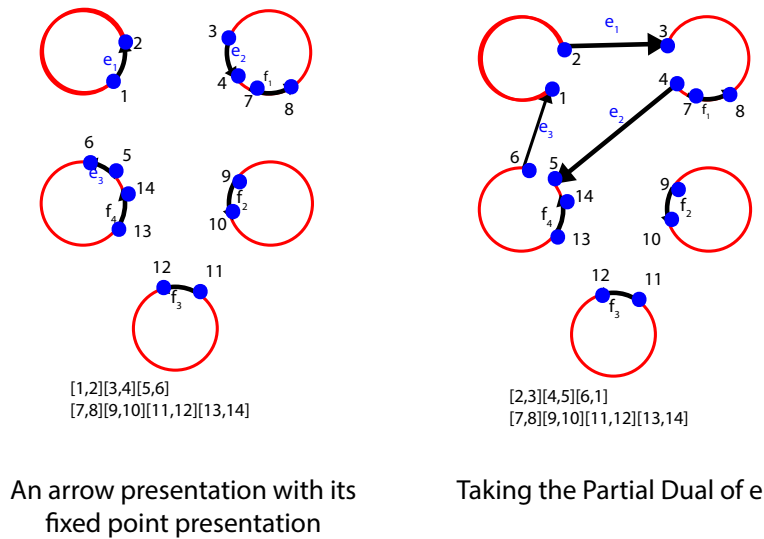 2
e1
1
3
e2
4
f1
7
8
6
5
e3
14
f4
13
9
f2
10
12
11
f3
[1,2][3,4][5,6]
[7,8][9,10][11,12][13,14]
An arrow presentation with its
fixed point presentation
e1
2
3
1
4
7
f1
8
e2
e3
6
5
14
f4
13
9
f2
10
12
11
f3
[2,3][4,5][6,1]
[7,8][9,10][11,12][13,14]
Taking the Partial Dual of e